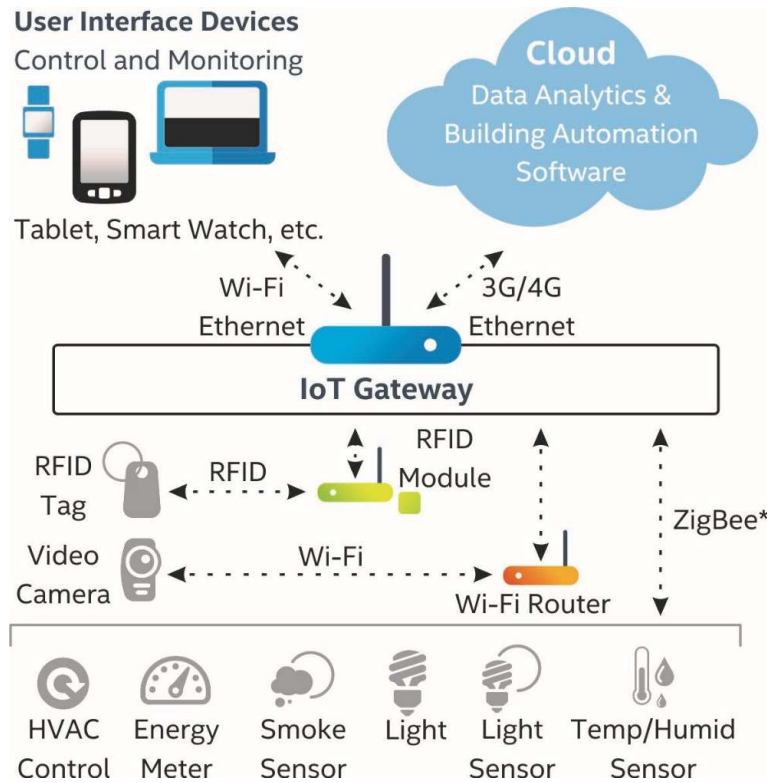 User Interface Devices
Control and Monitoring
Tablet, Smart Watch, etc.
Cloud
Data Analytics &
Building Automation
Software
Wi-Fi
Ethernet
3G/4G
Ethernet
IoT Gateway
RFID
Tag
RFID
RFID
Module
ZigBee*
Video
Camera
Wi-Fi
Wi-Fi Router
HVAC
Control
Energy
Meter
Smoke
Sensor
Light
Light
Sensor
Temp/Humid
Sensor